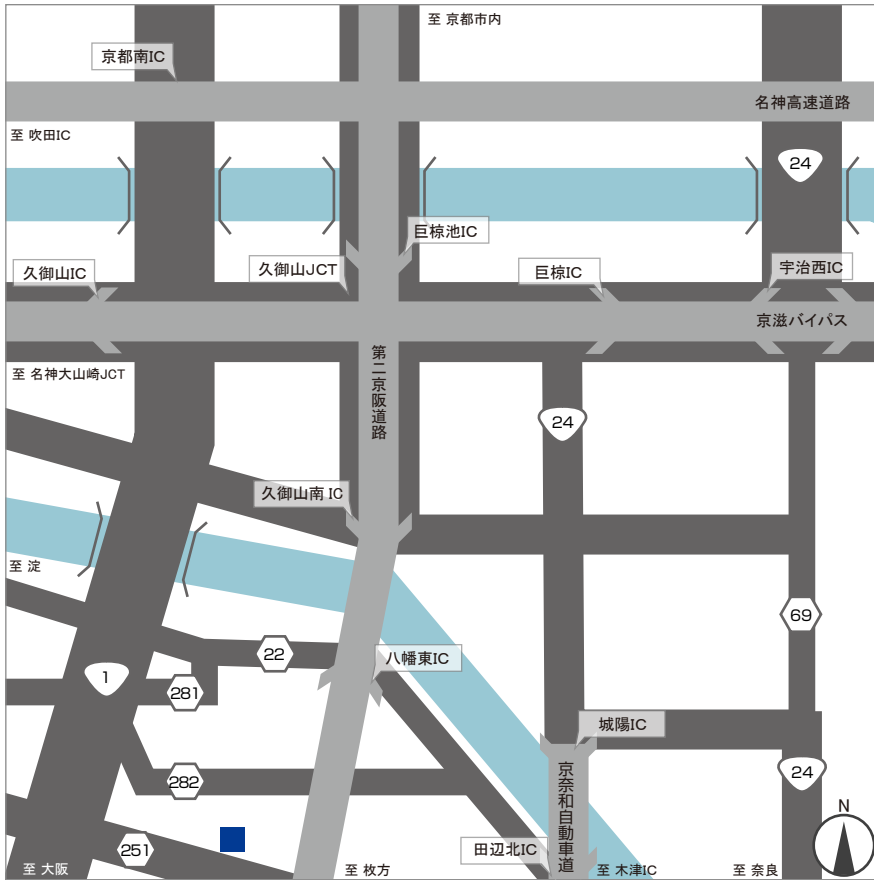 至 京都市内
京都南IC
名神高速道路
至 吹田IC
24
巨椋池IC
久御山IC
久御山JCT
巨椋IC
宇治西IC
京滋バイパス
至 名神大山崎JCT
第二京阪道路
24
久御山南 IC
至 淀
69
22
八幡東IC
1
281
城陽IC
282
京奈和自動車道
24
N
251
田辺北IC
至 大阪
至 枚方
至 木津IC
至 奈良